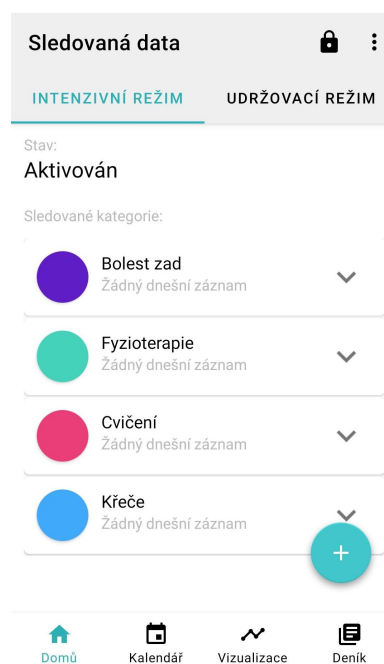 Sledovaná data
INTENZIVNÍ REŽIM UDRŽOVACÍ REŽIM
Stav:
Aktivován
Sledované kategorie:
Bolest zad
Žádný dnešní záznam
Fyzioterapie
Žádný dnešní záznam
Cvičení
Žádný dnešní záznam
Křeče
Žádný dnešní záznam
+
Domů Kalendář Vizualizace Deník